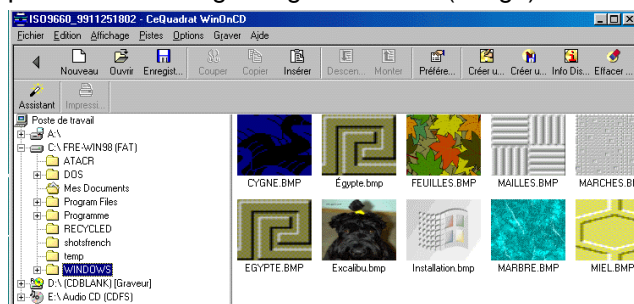 ISO9660_9911251802 - CeQuadrat WinOnCD
Fichier Edition Affichage Pistes Options Graver Aide
Nouveau Ouvrir Enregist... Couper Copier Insérer Descen... Monter Préfére... Créer u... Créer u... Info Dis... Effacer ...
Assistant Impressi...
Poste de travail
A:\
C:\ FRE-WIN98 (FAT)
ATACR
DOS
Mes Documents
Program Files
Programme
RECYCLED
shotsfrench
temp
WINDOWS
D:\ (CDBLANK) [Graveur]
E:\ Audio CD (CDFS)
CYGNE.BMP Égypte.bmp FEUILLES.BMP MAILLES.BMP MARCHES.B
EGYPTE.BMP Excalibu.bmp Installation.bmp MARBRE.BMP MIEL.BMP